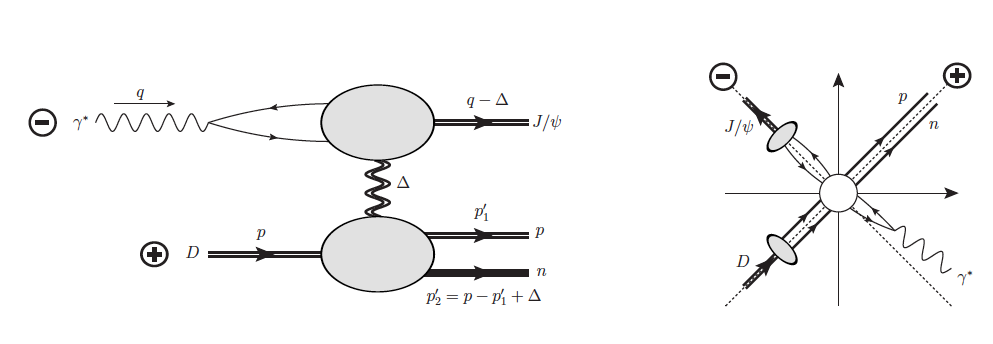 q
− γ* q − Δ J/ψ
Δ
p p′₁ p
+ D n
p′₂ = p − p′₁ + Δ
− +
p
J/ψ n
D γ*